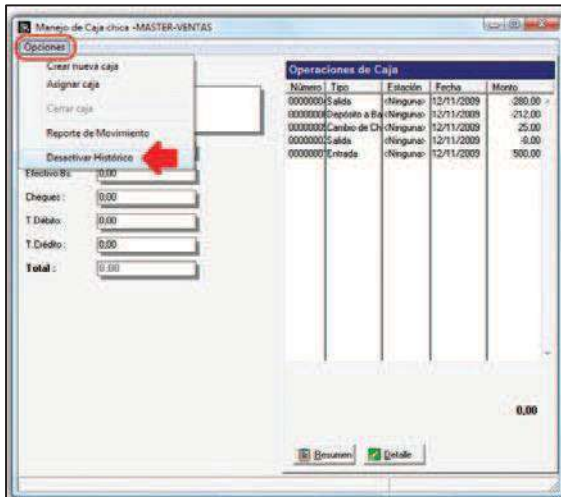 Manejo de Caja chica -MASTER-VENTAS
Opciones
Crear nueva caja
Asignar caja
Cerrar caja
Reporte de Movimiento
Desactivar Histórico
Efectivo Bs.
0,00
Cheques :
0,00
T.Débito:
0,00
T.Crédito :
0,00
Total :
0.00
Operaciones de Caja
Número Tipo Estación Fecha Monto
Salida <Ninguna> 12/11/2009 -280,00
Depósito a Ba <Ninguna> 12/11/2009 -212,00
Cambio de Ch <Ninguna> 12/11/2009 25,00
Salida <Ninguna> 12/11/2009
Entrada <Ninguna> 12/11/2009 500,00
0,00
Resumen Detalle